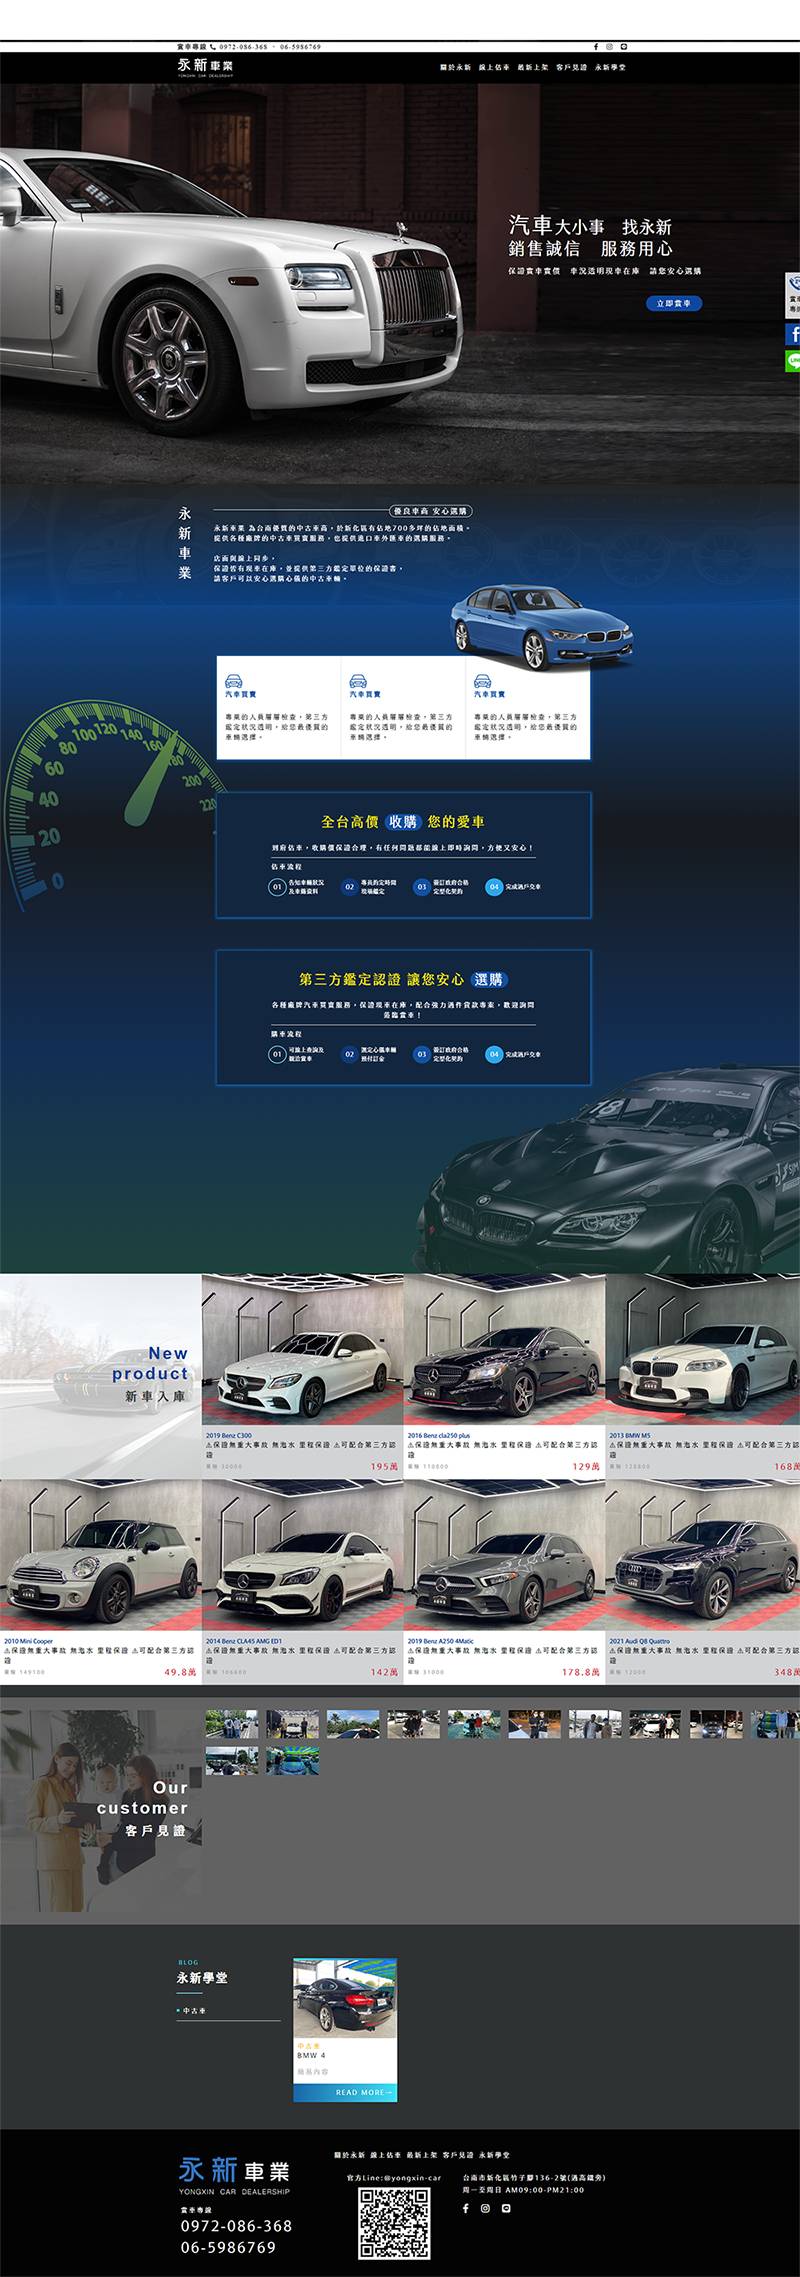 賞車專線 0972-086-368 · 06-5986769
永新車業
YONGXIN CAR DEALERSHIP
關於永新 線上估車 最新上架 客戶見證 永新學堂
汽車大小事 找永新
銷售誠信 服務用心
保證實車實價 車況透明現車在庫 請您安心選購
立即賞車
LINE
永新車業
優良車商 安心選購
永新車業 為台南優質的中古車商，於新化區有佔地700多坪的佔地面積。
提供各種廠牌的中古車買賣服務，也提供進口車外匯車的選購服務。
店面與線上同步，
保證皆有現車在庫，並提供第三方鑑定單位的保證書，
讓客戶可以安心選購心儀的中古車輛。
汽車買賣
專業的人員層層檢查，第三方
鑑定狀況透明，給您最優質的
車輛選擇。
汽車買賣
專業的人員層層檢查，第三方
鑑定狀況透明，給您最優質的
車輛選擇。
汽車買賣
專業的人員層層檢查，第三方
鑑定狀況透明，給您最優質的
車輛選擇。
0 20 40 60 80 100 120 140 160 180 200 220
全台高價 收購 您的愛車
到府估車，收購價保證合理，有任何問題都能線上即時詢問，方便又安心！
估車流程
01 告知車輛狀況
及車籍資料
02 專員約定時間
現場鑑定
03 簽訂政府合格
定型化契約
04 完成過戶交車
第三方鑑定認證 讓您安心 選購
各種廠牌汽車買賣服務，保證現車在庫，配合強力過件貸款專案，歡迎詢問
蒞臨賞車！
購車流程
01 可線上查詢及
親洽賞車
02 選定心儀車輛
預付訂金
03 簽訂政府合格
定型化契約
04 完成過戶交車
18
New
product
新車入庫
2019 Benz C300
⚠保證無重大事故 無泡水 里程保證 ⚠可配合第三方認
證
里程 30000
195萬
2016 Benz cla250 plus
⚠保證無重大事故 無泡水 里程保證 ⚠可配合第三方認
證
里程 110800
129萬
2013 BMW M5
⚠保證無重大事故 無泡水 里程保證 ⚠可配合第三方認
證
里程 128800
168萬
2010 Mini Cooper
⚠保證無重大事故 無泡水 里程保證 ⚠可配合第三方認
證
里程 149100
49.8萬
2014 Benz CLA45 AMG ED1
⚠保證無重大事故 無泡水 里程保證 ⚠可配合第三方認
證
里程 106600
142萬
2019 Benz A250 4Matic
⚠保證無重大事故 無泡水 里程保證 ⚠可配合第三方認
證
里程 31000
178.8萬
2021 Audi Q8 Quattro
⚠保證無重大事故 無泡水 里程保證 ⚠可配合第三方認
證
里程 12000
348萬
Our
customer
客戶見證
BLOG
永新學堂
中古車
中古車
BMW 4
簡易內容
READ MORE→
永新車業
YONGXIN CAR DEALERSHIP
賞車專線
0972-086-368
06-5986769
關於永新 線上估車 最新上架 客戶見證 永新學堂
官方Line:@yongxin-car
台南市新化區竹子腳136-2號(過高鐵旁)
周一至周日 AM09:00-PM21:00